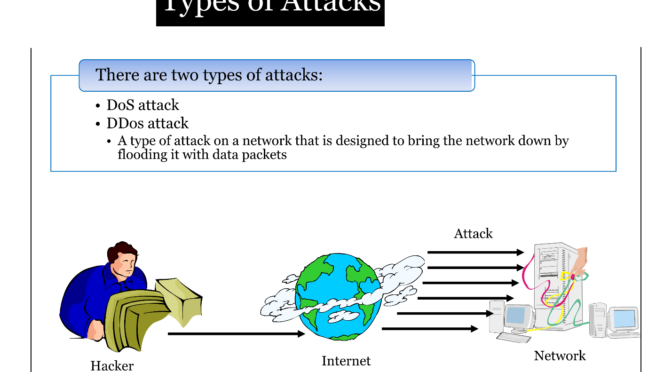 Types of Attacks
There are two types of attacks:
• DoS attack
• DDos attack
• A type of attack on a network that is designed to bring the network down by
flooding it with data packets
Attack
Hacker
Internet
Network